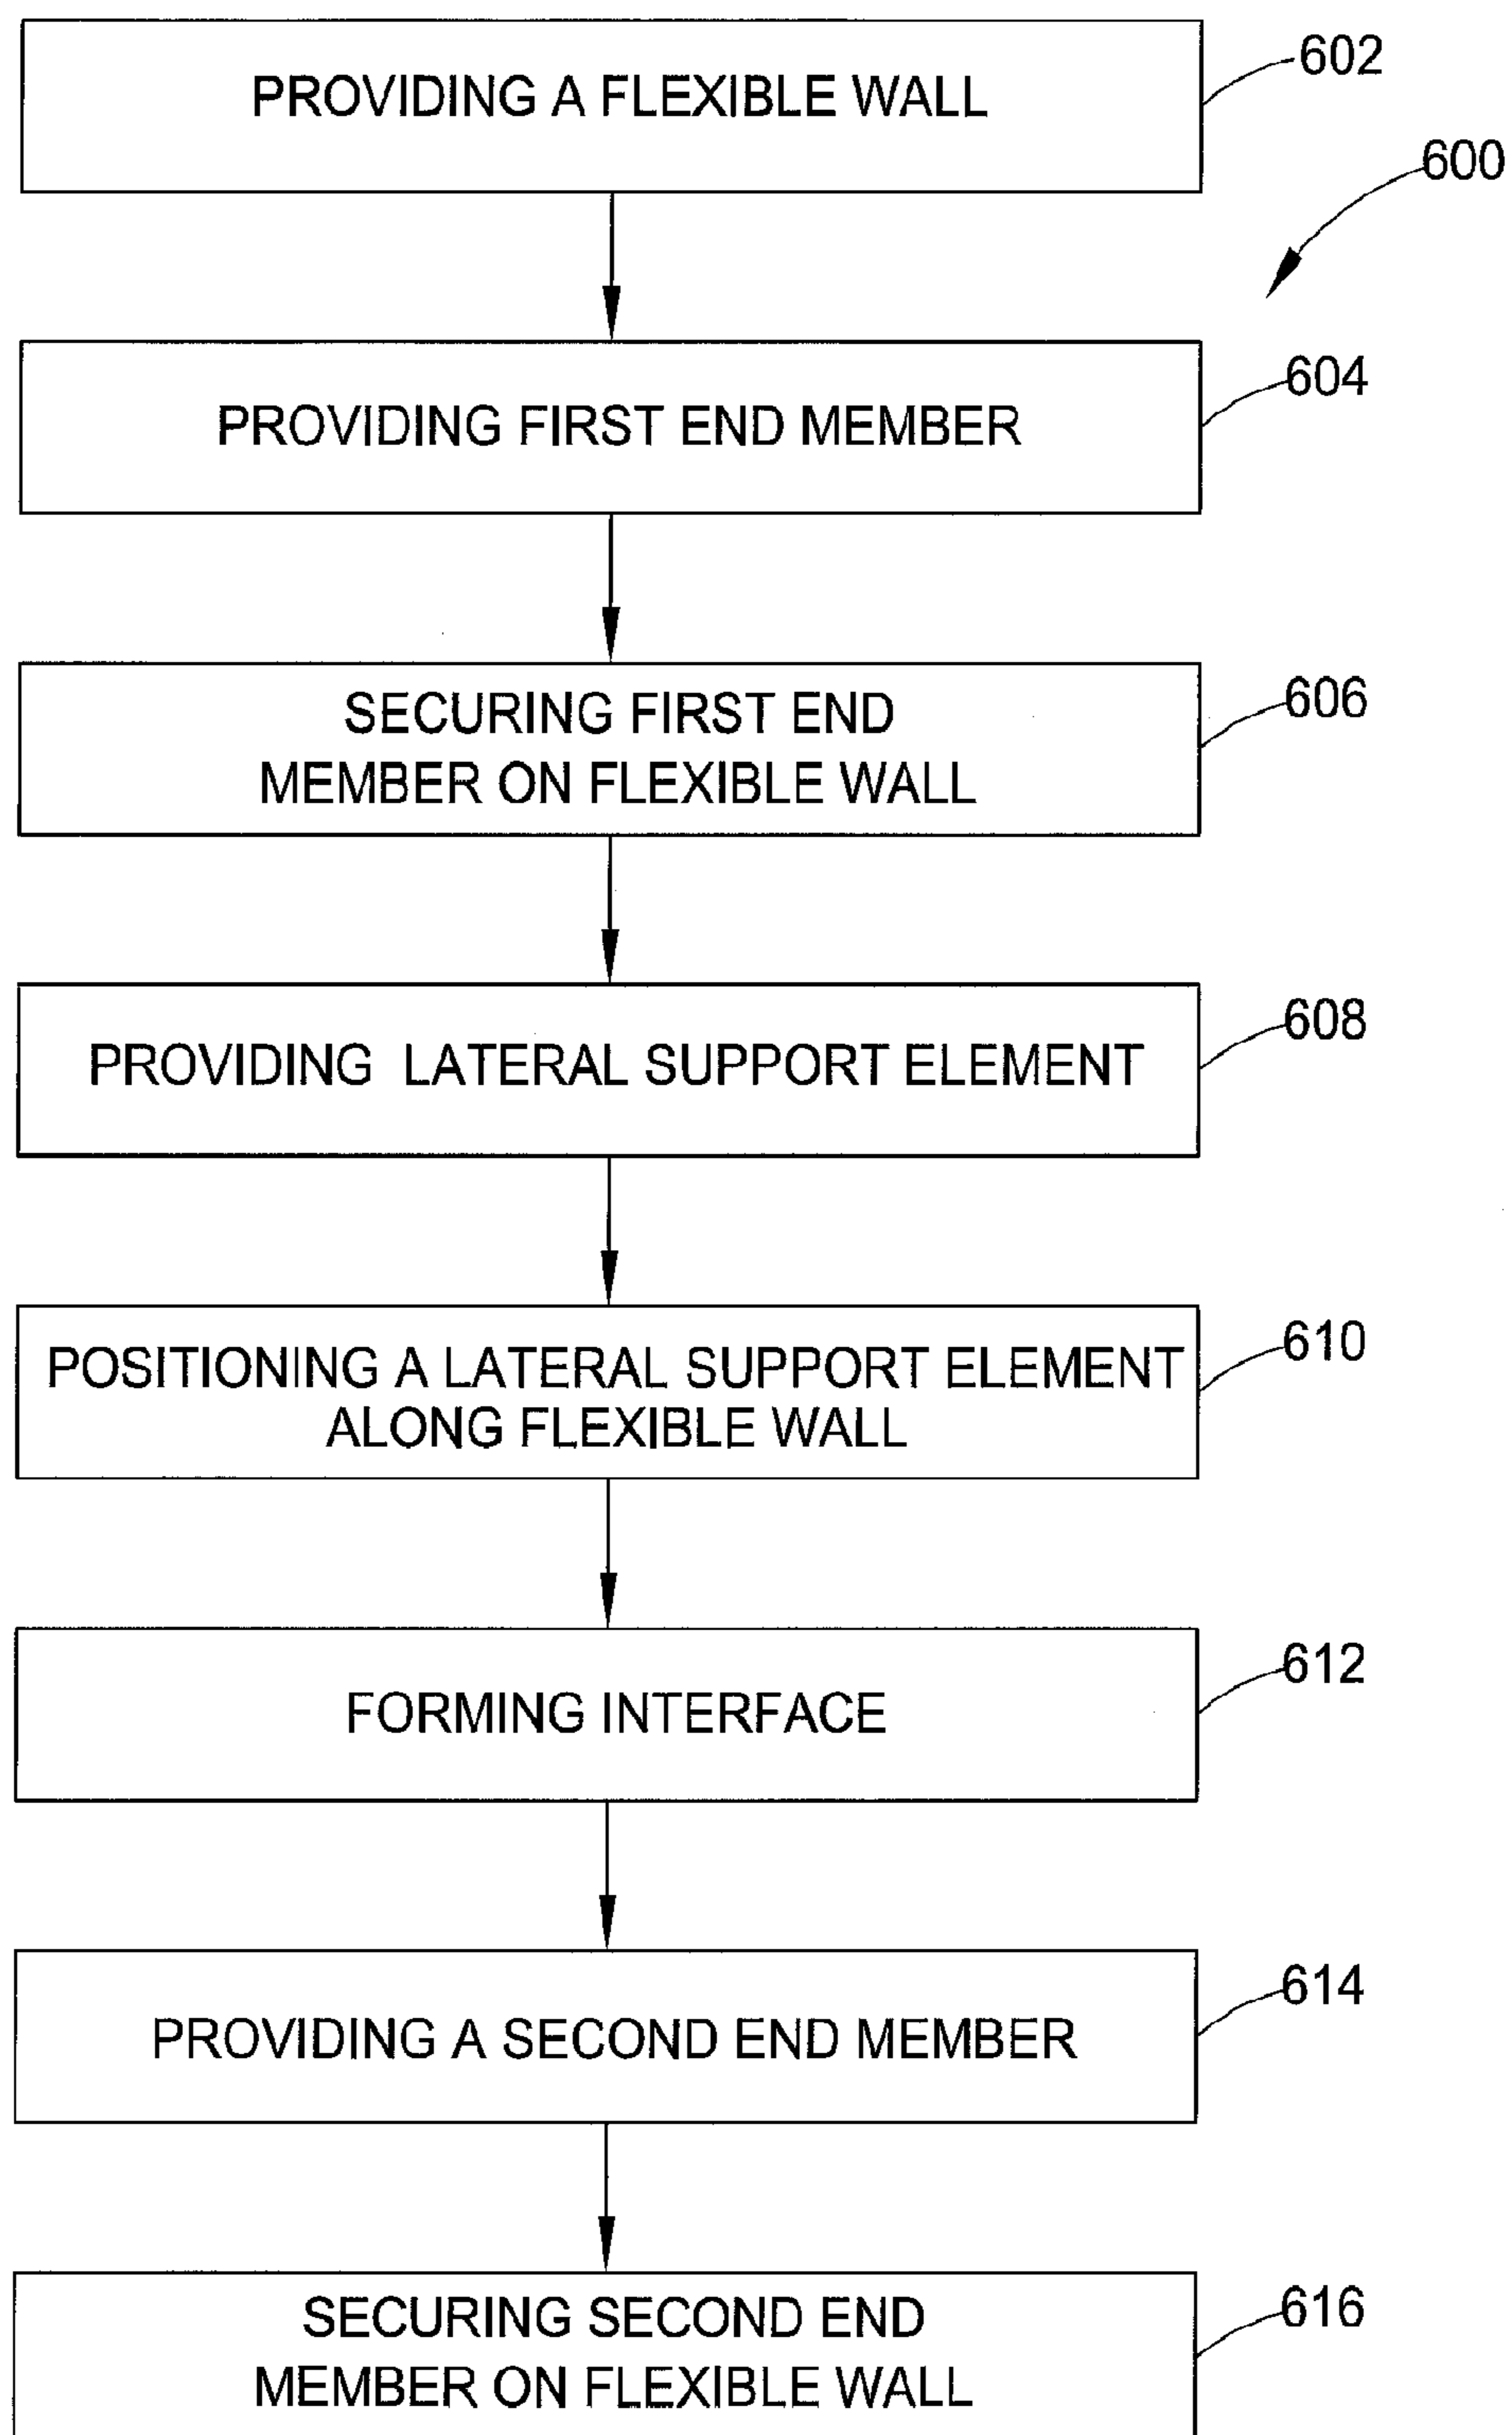 PROVIDING A FLEXIBLE WALL
602
600
PROVIDING FIRST END MEMBER
604
SECURING FIRST END
MEMBER ON FLEXIBLE WALL
606
PROVIDING LATERAL SUPPORT ELEMENT
608
POSITIONING A LATERAL SUPPORT ELEMENT
ALONG FLEXIBLE WALL
610
FORMING INTERFACE
612
PROVIDING A SECOND END MEMBER
614
SECURING SECOND END
MEMBER ON FLEXIBLE WALL
616